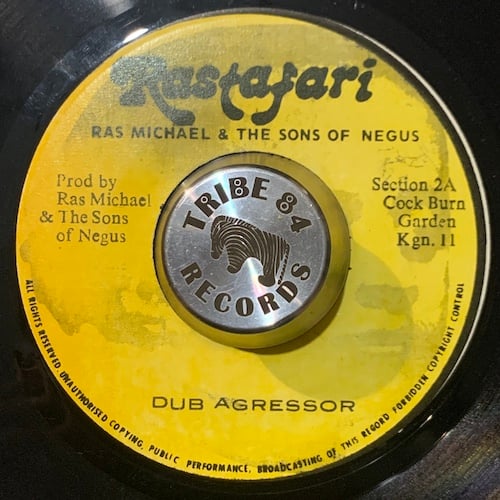 Rastafari
RAS MICHAEL & THE SONS OF NEGUS
Prod by
Ras Michael
& The Sons
of Negus
TRIBE 84
RECORDS
Section 2A
Cock Burn
Garden
Kgn. 11
DUB AGRESSOR
ALL RIGHTS RESERVED UNAUTHORISED COPYING, PUBLIC PERFORMANCE, BROADCASTING OF THIS RECORD FORBIDDEN COPYRIGHT CONTROL